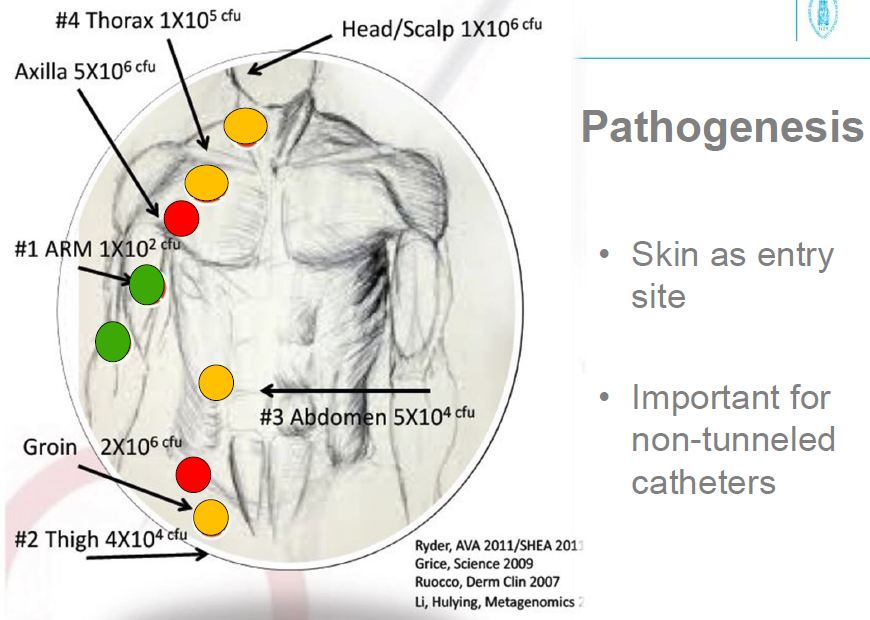 #4 Thorax 1X10⁵ cfu
Head/Scalp 1X10⁶ cfu
Axilla 5X10⁶ cfu
Pathogenesis
#1 ARM 1X10² cfu
• Skin as entry
site
#3 Abdomen 5X10⁴ cfu
• Important for
non-tunneled
catheters
Groin 2X10⁶ cfu
#2 Thigh 4X10⁴ cfu
Ryder, AVA 2011/SHEA 2011
Grice, Science 2009
Ruocco, Derm Clin 2007
Li, Hulying, Metagenomics